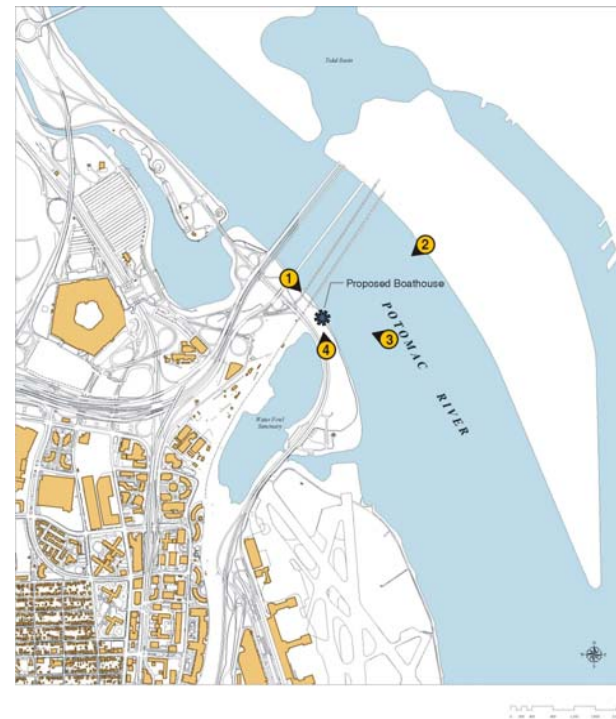 Tidal Basin
2
1
Proposed Boathouse
3
POTOMAC RIVER
4
Water Fowl
Sanctuary